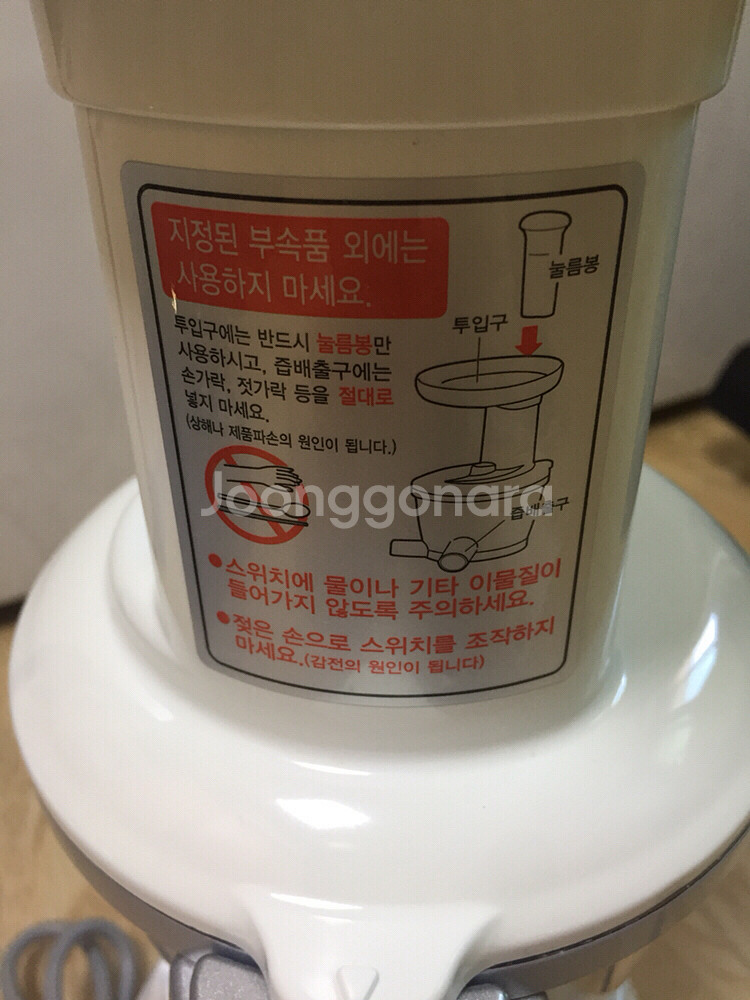 지정된 부속품 외에는
사용하지 마세요.
눌름봉
투입구
투입구에는 반드시 눌름봉만
사용하시고, 즙배출구에는
손가락, 젓가락 등을 절대로
넣지 마세요.
(상해나 제품파손의 원인이 됩니다.)
Joonggonara
즙배출구
●스위치에 물이나 기타 이물질이
들어가지 않도록 주의하세요.
●젖은 손으로 스위치를 조작하지
마세요.(감전의 원인이 됩니다)